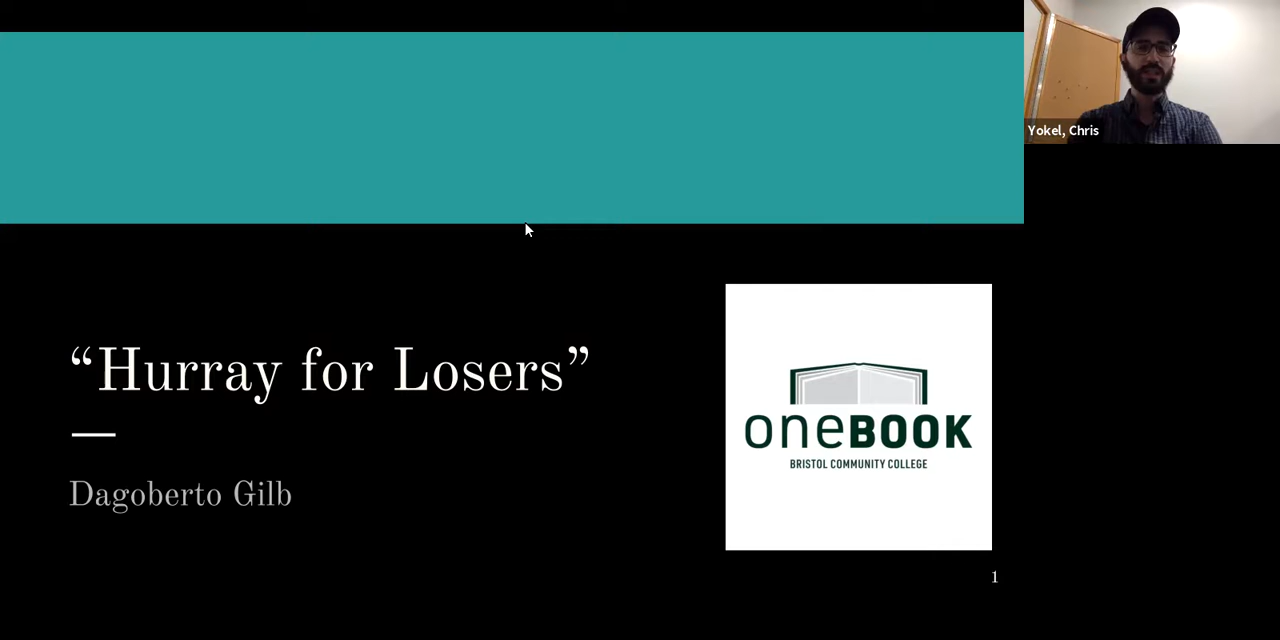 Yokel, Chris
“Hurray for Losers”
Dagoberto Gilb
oneBOOK
BRISTOL COMMUNITY COLLEGE
1